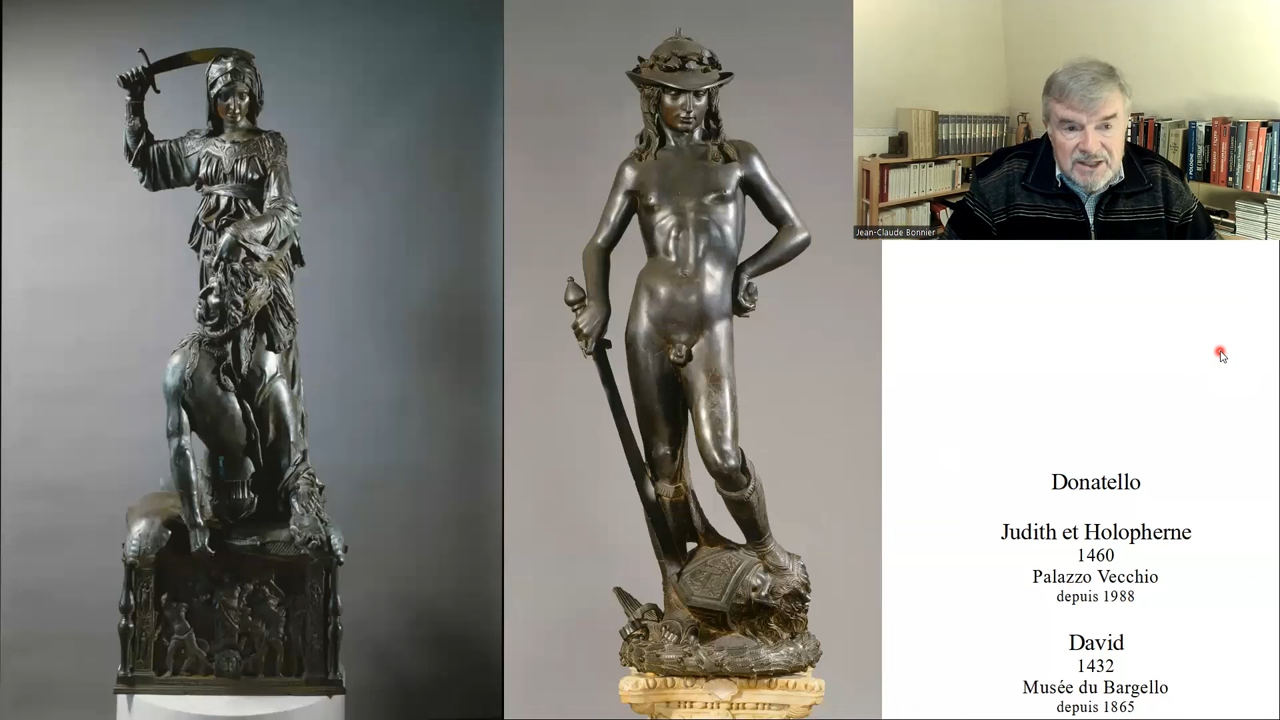 Jean-Claude Bonnier
Donatello
Judith et Holopherne
1460
Palazzo Vecchio
depuis 1988
David
1432
Musée du Bargello
depuis 1865